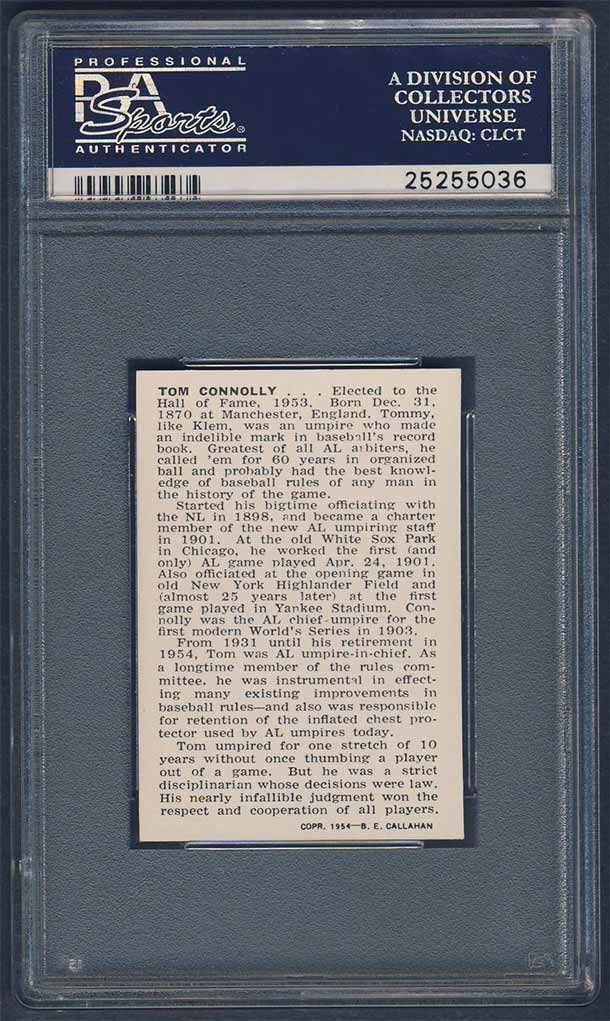 PROFESSIONAL
PSA
Sports
AUTHENTICATOR
A DIVISION OF
COLLECTORS
UNIVERSE
NASDAQ: CLCT
25255036
TOM CONNOLLY . . . Elected to the
Hall of Fame, 1953. Born Dec. 31,
1870 at Manchester, England. Tommy,
like Klem, was an umpire who made
an indelible mark in baseball's record
book. Greatest of all AL arbiters, he
called 'em for 60 years in organized
ball and probably had the best knowl-
edge of baseball rules of any man in
the history of the game.
Started his bigtime officiating with
the NL in 1898, and became a charter
member of the new AL umpiring staff
in 1901. At the old White Sox Park
in Chicago, he worked the first (and
only) AL game played Apr. 24, 1901.
Also officiated at the opening game in
old New York Highlander Field and
(almost 25 years later) at the first
game played in Yankee Stadium. Con-
nolly was the AL chief-umpire for the
first modern World's Series in 1903.
From 1931 until his retirement in
1954, Tom was AL umpire-in-chief. As
a longtime member of the rules com-
mittee, he was instrumental in effect-
ing many existing improvements in
baseball rules—and also was responsible
for retention of the inflated chest pro-
tector used by AL umpires today.
Tom umpired for one stretch of 10
years without once thumbing a player
out of a game. But he was a strict
disciplinarian whose decisions were law.
His nearly infallible judgment won the
respect and cooperation of all players.
COPR. 1954—B. E. CALLAHAN